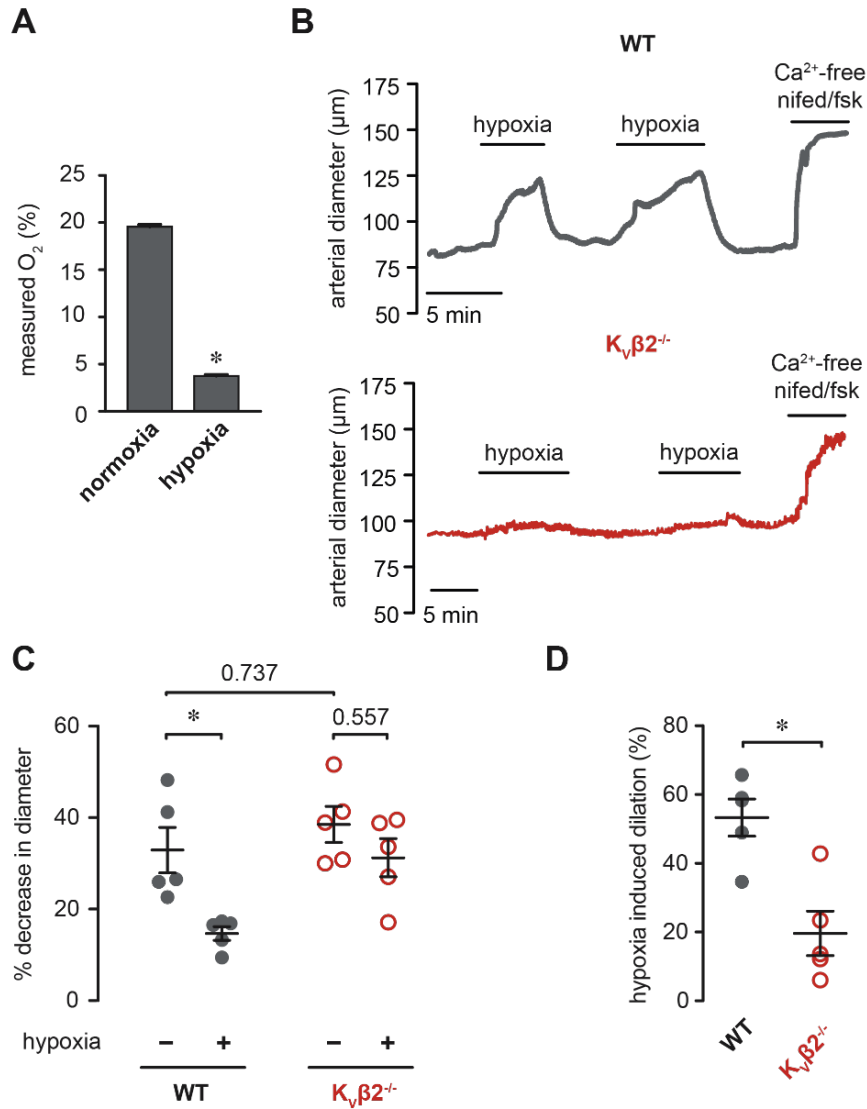 A
measured O₂ (%)
25
20
15
10
5
0
*
normoxia
hypoxia
B
WT
arterial diameter (µm)
175
150
125
100
75
50
hypoxia
hypoxia
Ca²⁺-free
nifed/fsk
5 min
Kᵥβ2⁻/⁻
arterial diameter (µm)
175
150
125
100
75
50
hypoxia
hypoxia
Ca²⁺-free
nifed/fsk
5 min
C
% decrease in diameter
60
40
20
0
0.737
*
0.557
hypoxia − + − +
WT Kᵥβ2⁻/⁻
D
hypoxia induced dilation (%)
80
60
40
20
0
*
WT
Kᵥβ2⁻/⁻